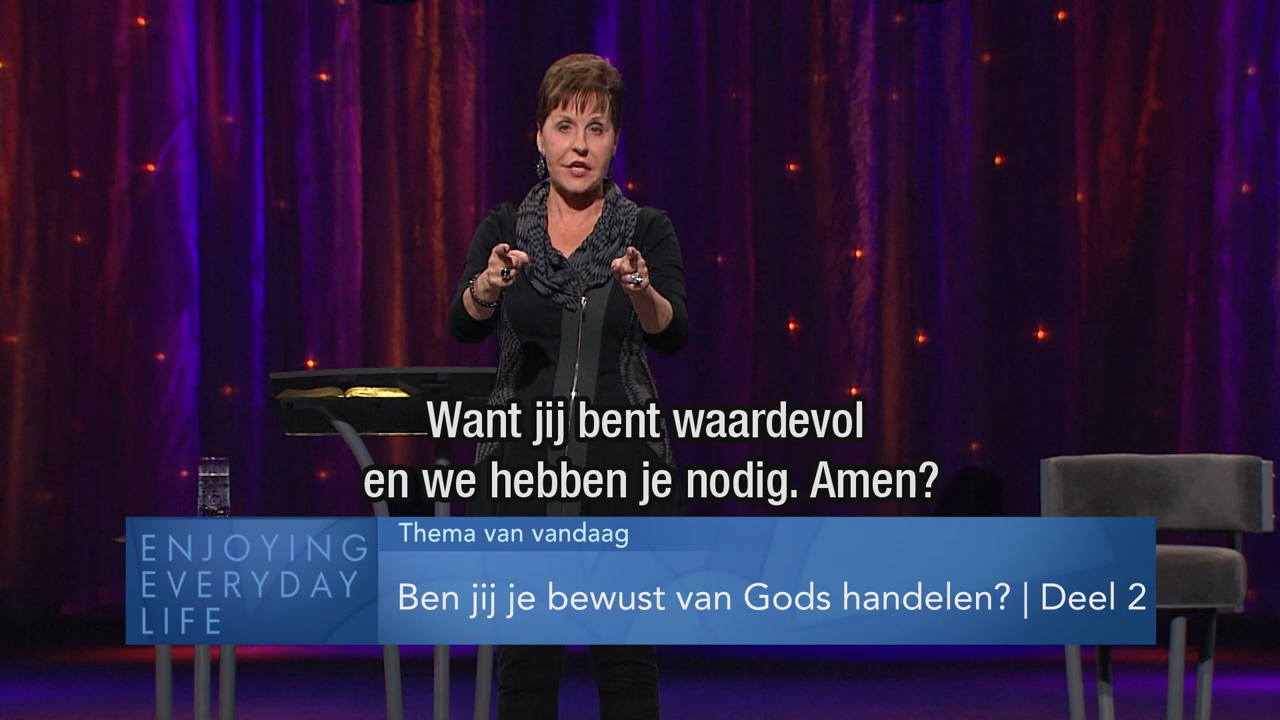 Want jij bent waardevol
en we hebben je nodig. Amen?
Thema van vandaag
ENJOYING
EVERYDAY
LIFE
Ben jij je bewust van Gods handelen? | Deel 2